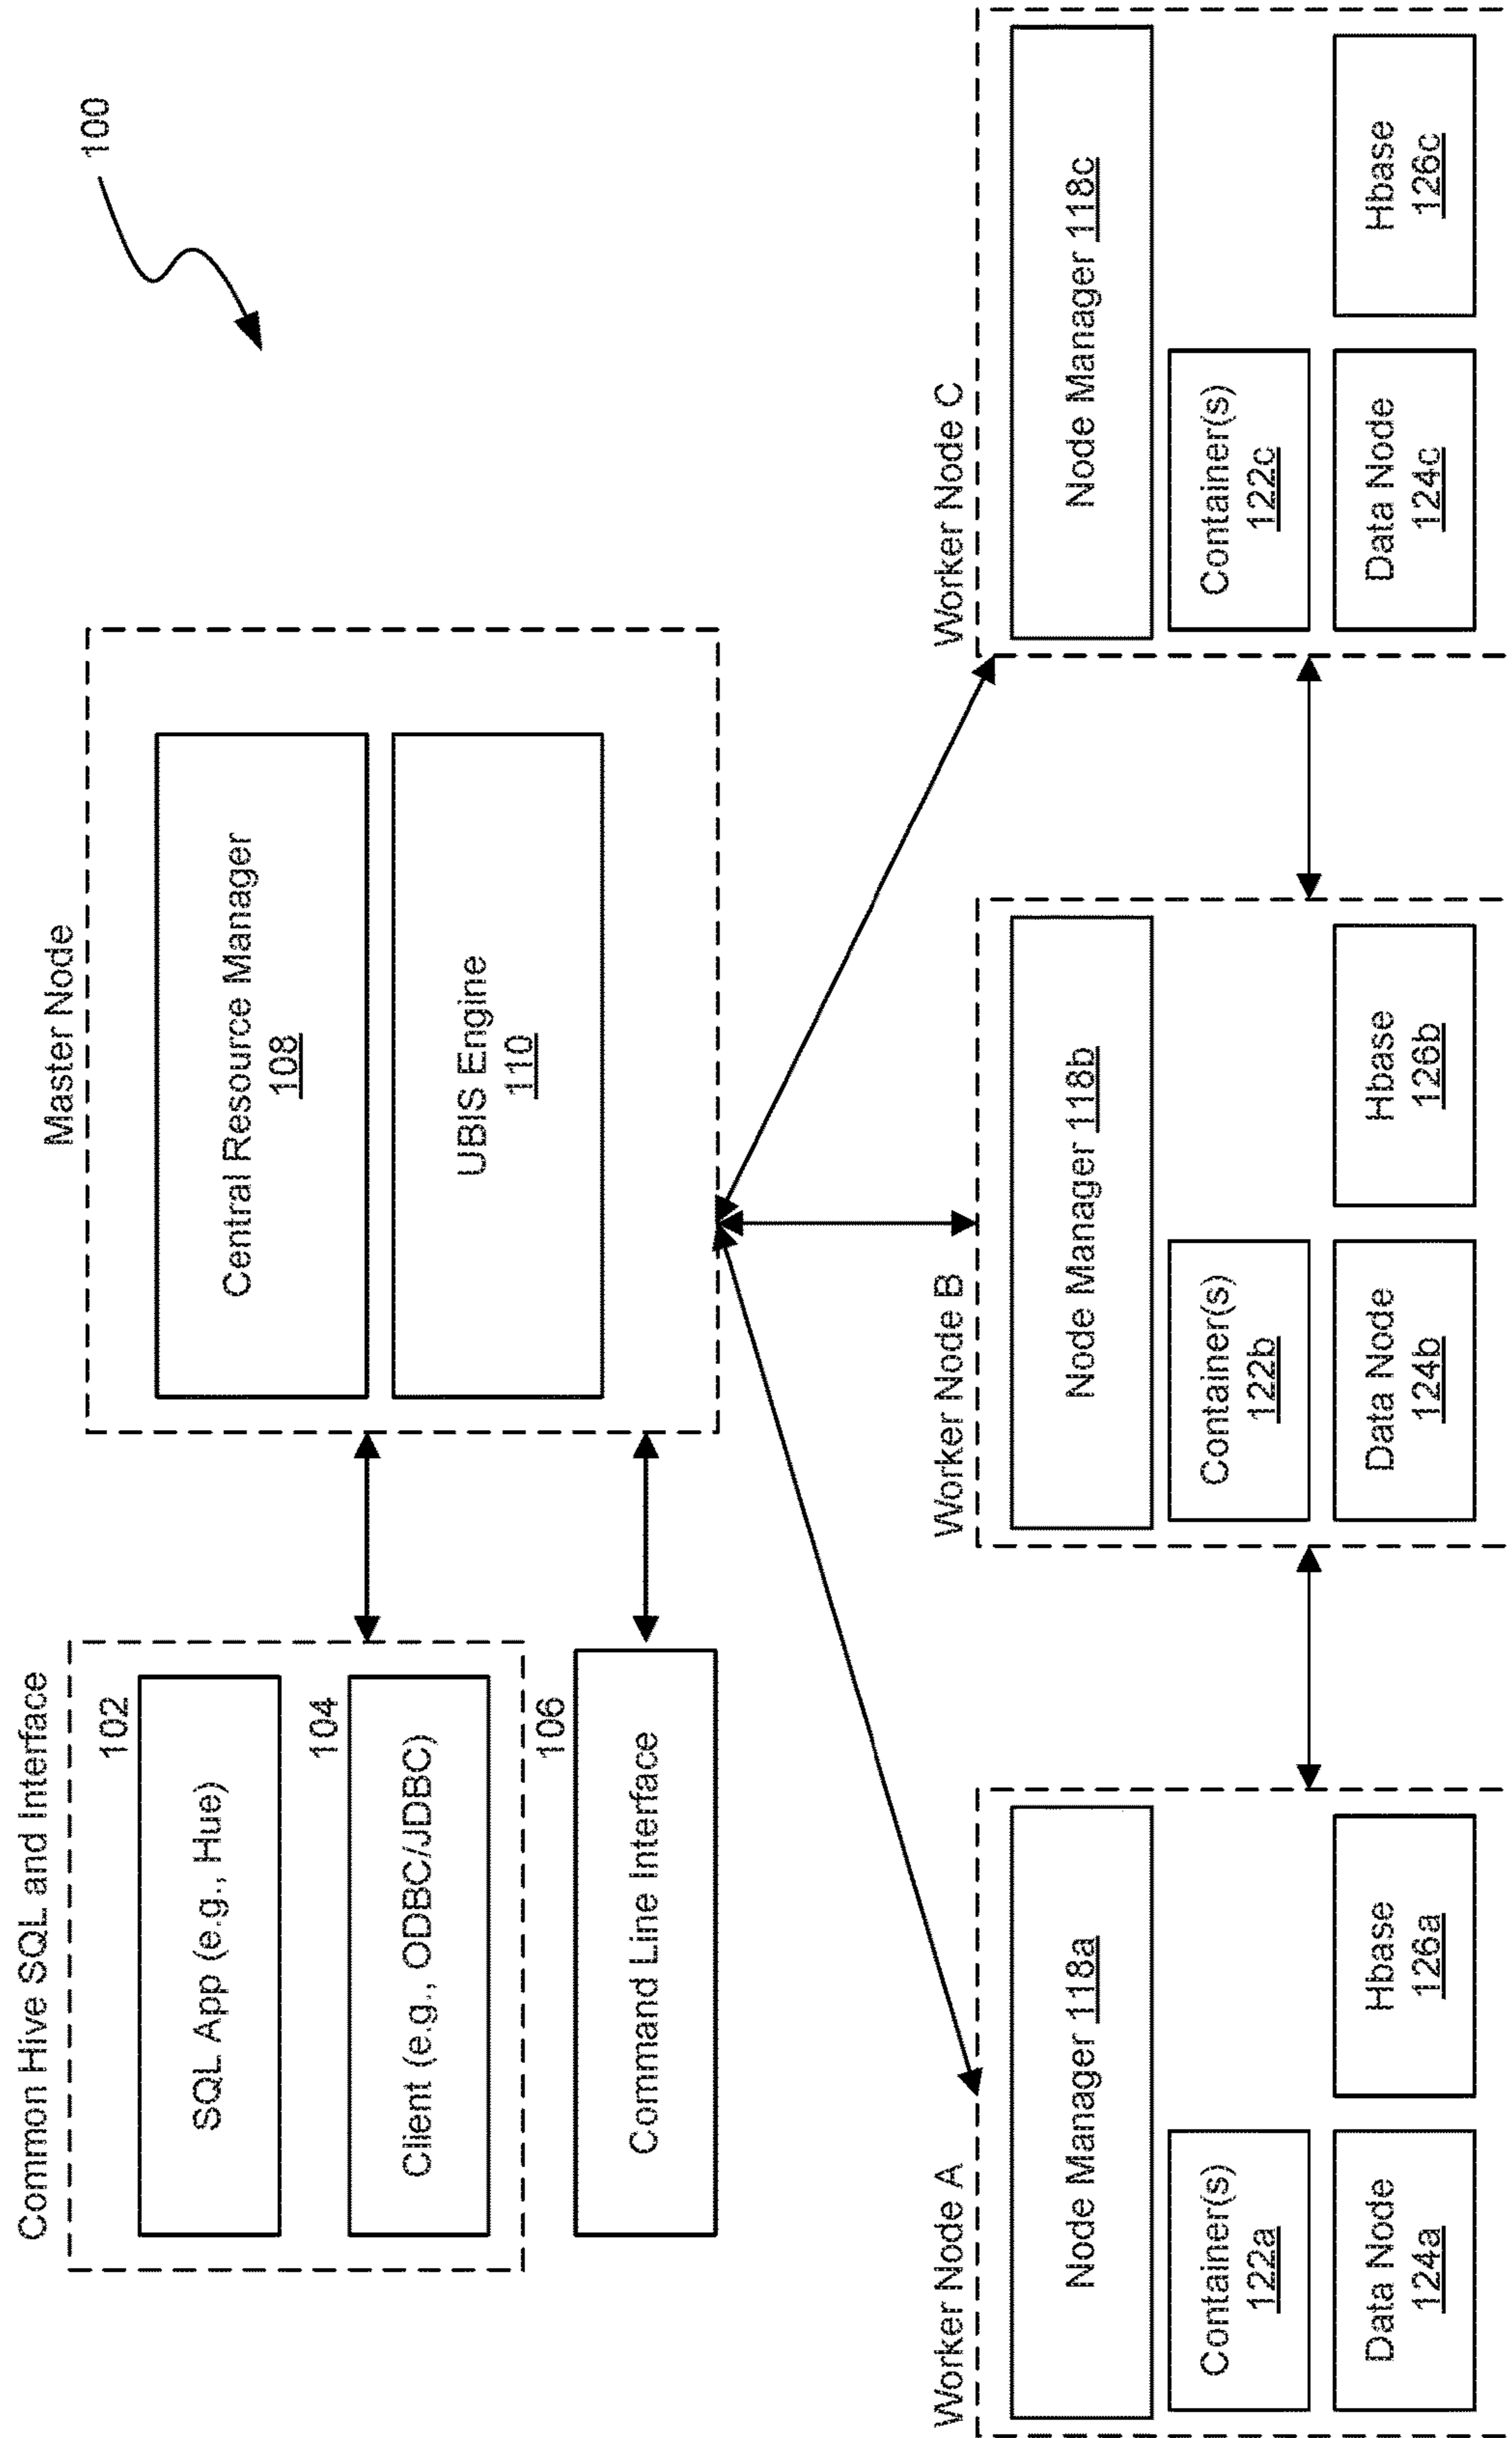 100
Common Hive SQL and Interface
102
SQL App (e.g., Hue)
104
Client (e.g., ODBC/JDBC)
106
Command Line Interface
Master Node
Central Resource Manager
108
UBIS Engine
110
Worker Node A
Node Manager 118a
Container(s)
122a
Data Node
124a
Hbase
126a
Worker Node B
Node Manager 118b
Container(s)
122b
Data Node
124b
Hbase
126b
Worker Node C
Node Manager 118c
Container(s)
122c
Data Node
124c
Hbase
126c